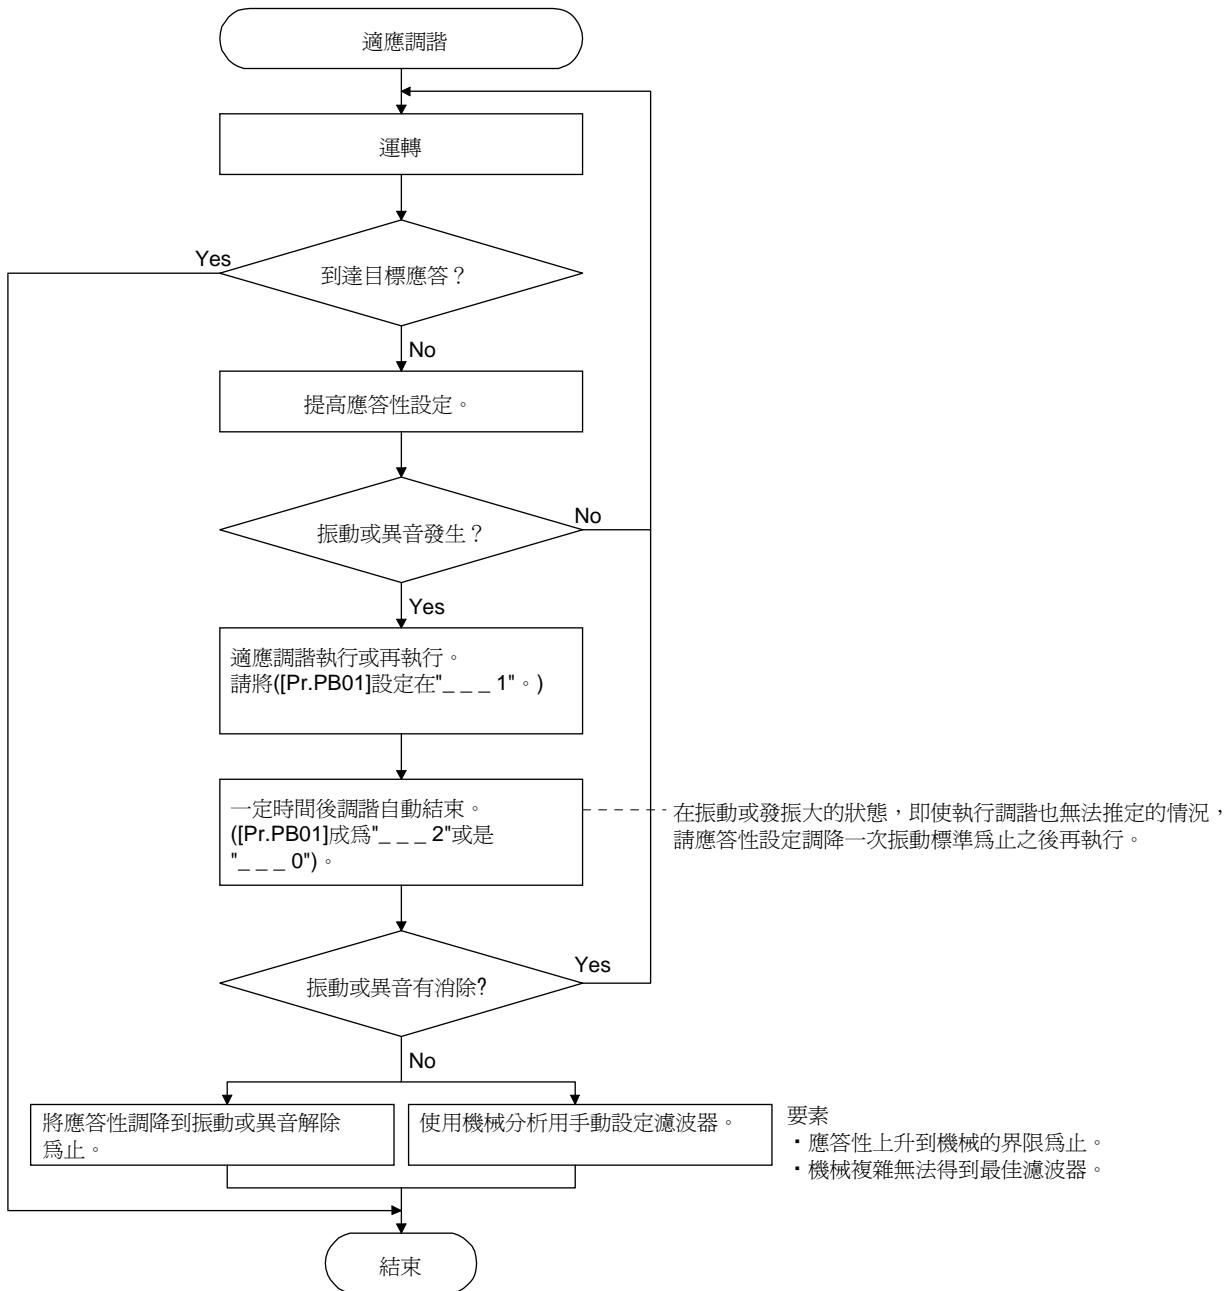 適應調諧
運轉
Yes
到達目標應答？
No
提高應答性設定。
振動或異音發生？
No
Yes
適應調諧執行或再執行。
請將([Pr.PB01]設定在"_ _ _ 1"。)
一定時間後調諧自動結束。
([Pr.PB01]成爲"_ _ _ 2"或是
"_ _ _ 0")。
在振動或發振大的狀態，即使執行調諧也無法推定的情況，
請應答性設定調降一次振動標準爲止之後再執行。
振動或異音有消除?
Yes
No
將應答性調降到振動或異音解除
爲止。
使用機械分析用手動設定濾波器。
要素
・應答性上升到機械的界限爲止。
・機械複雜無法得到最佳濾波器。
結束